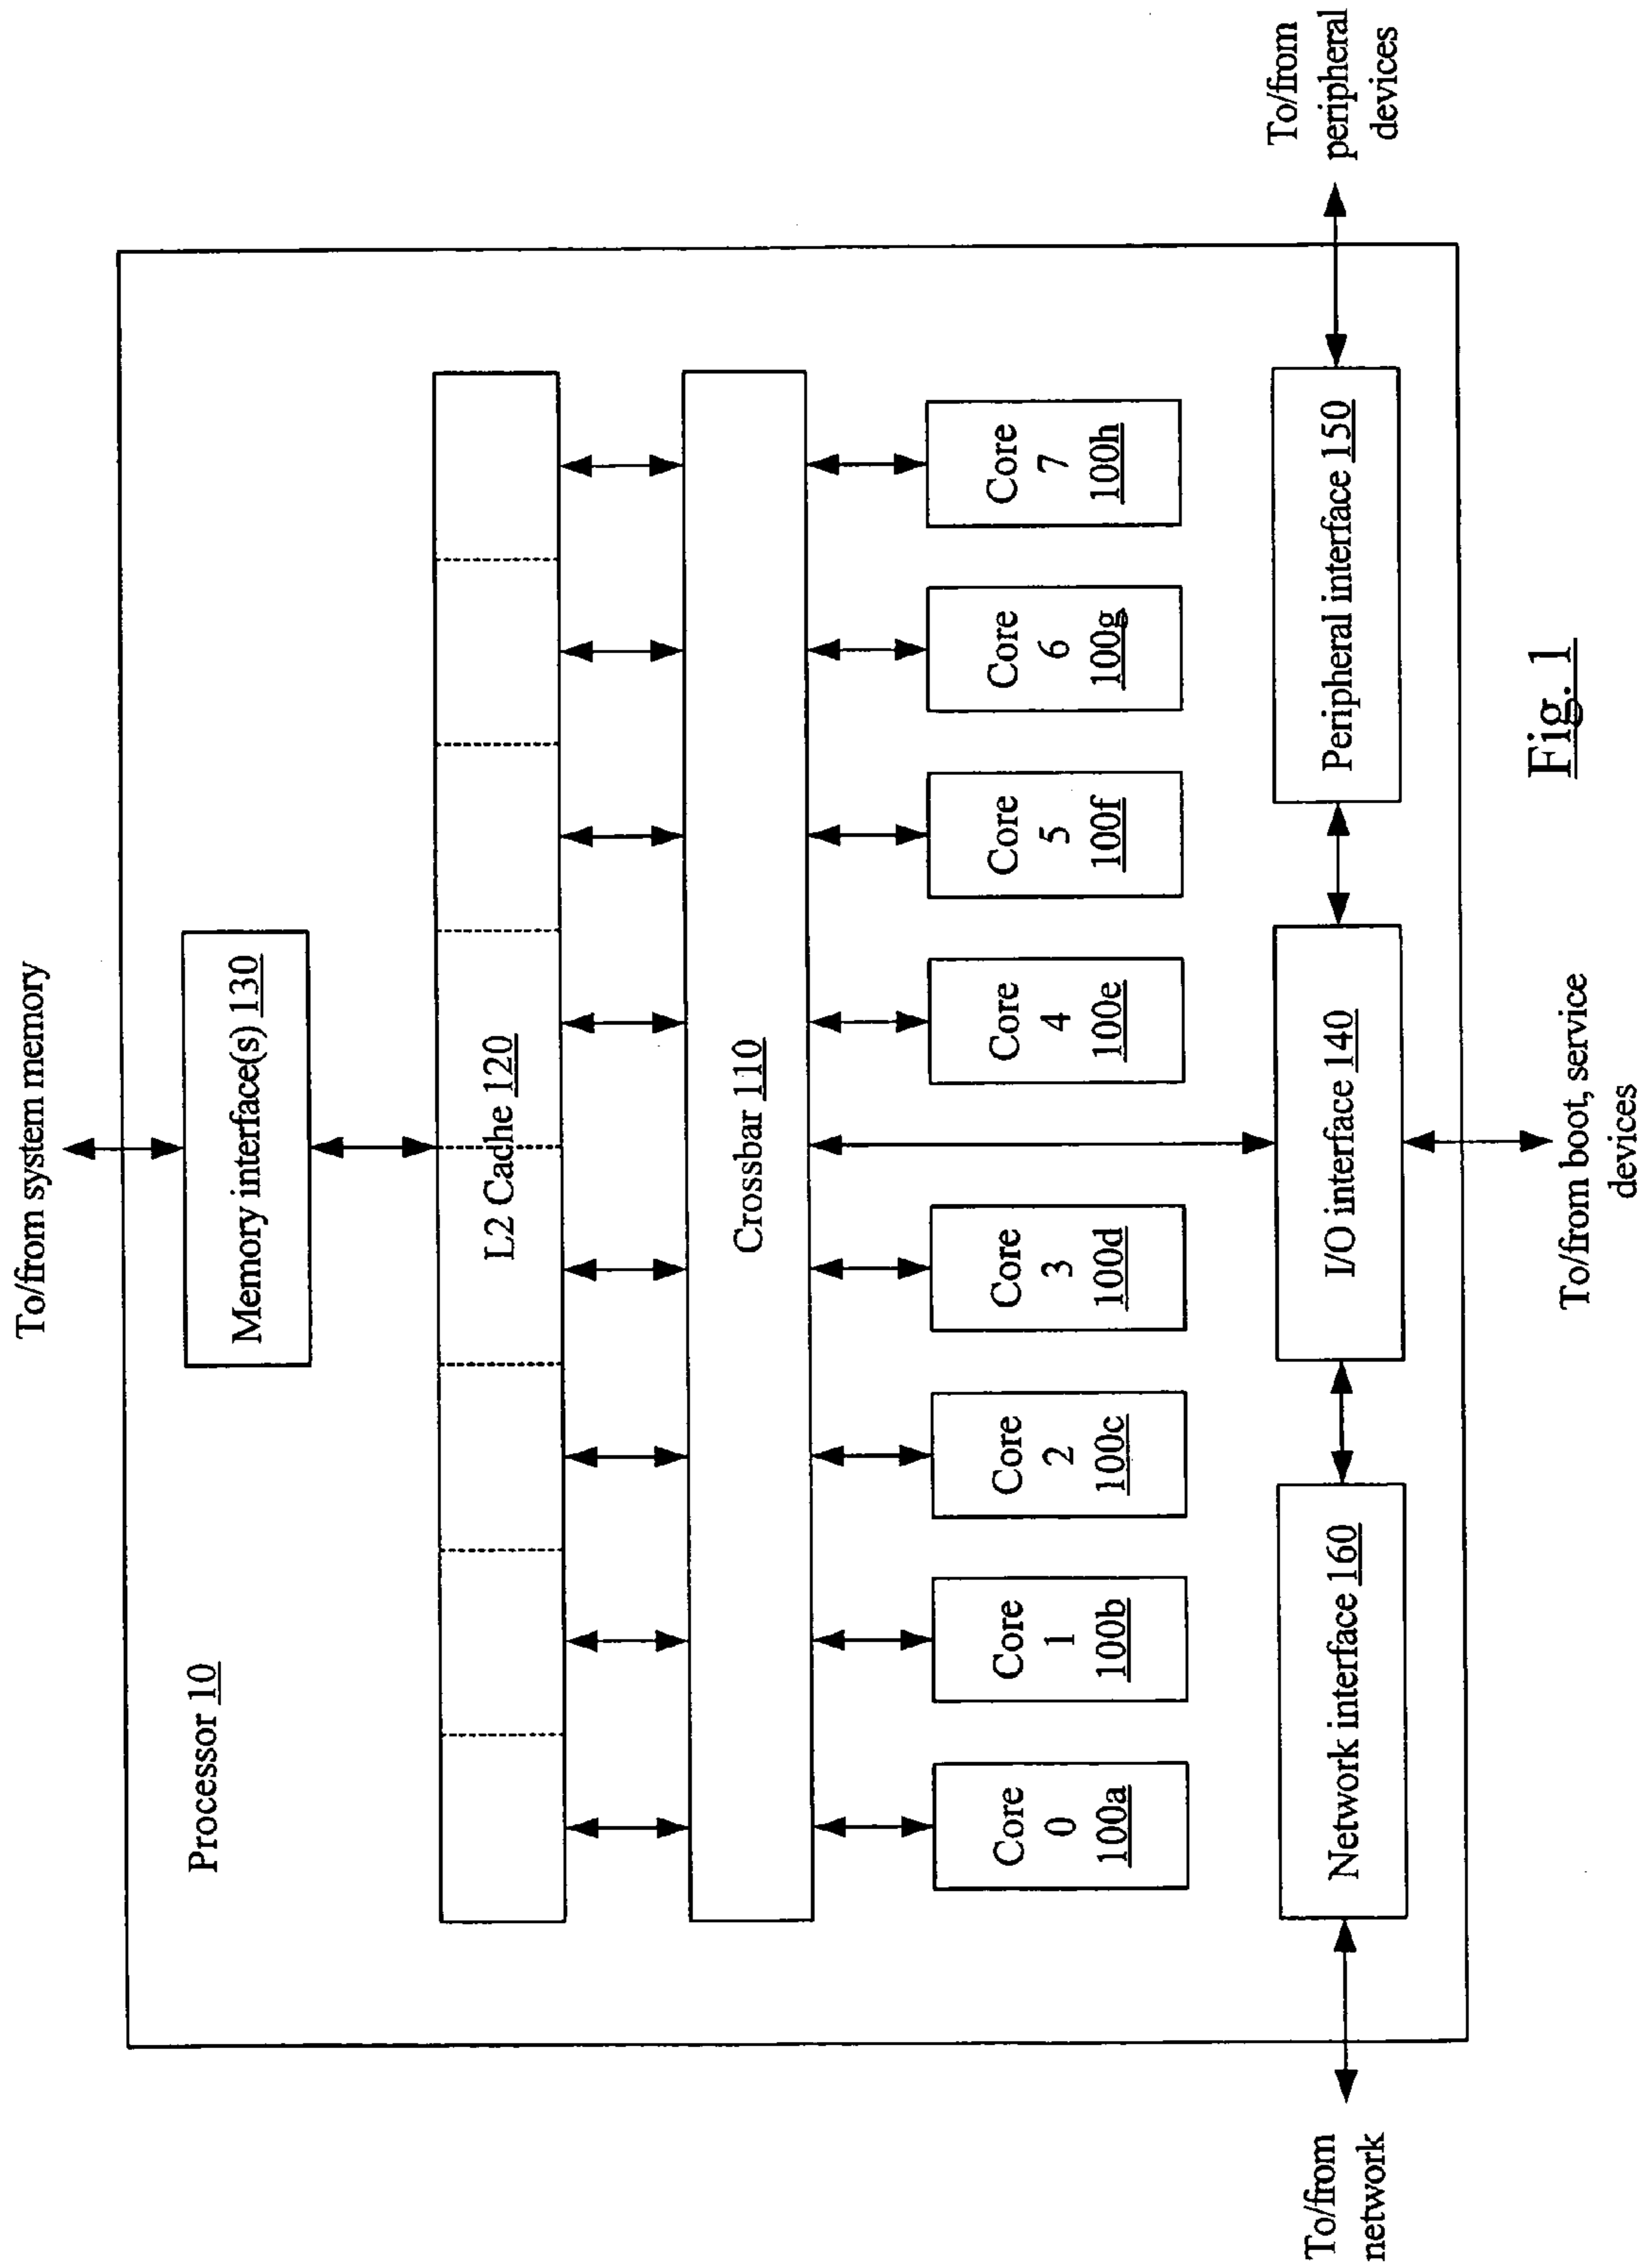 To/from system memory
Processor 10
Memory interface(s) 130
L2 Cache 120
Crossbar 110
Core
0
100a
Core
1
100b
Core
2
100c
Core
3
100d
Core
4
100e
Core
5
100f
Core
6
100g
Core
7
100h
To/from
network
Network interface 160
I/O interface 140
Peripheral interface 150
To/from
peripheral
devices
To/from boot, service
devices
Fig. 1